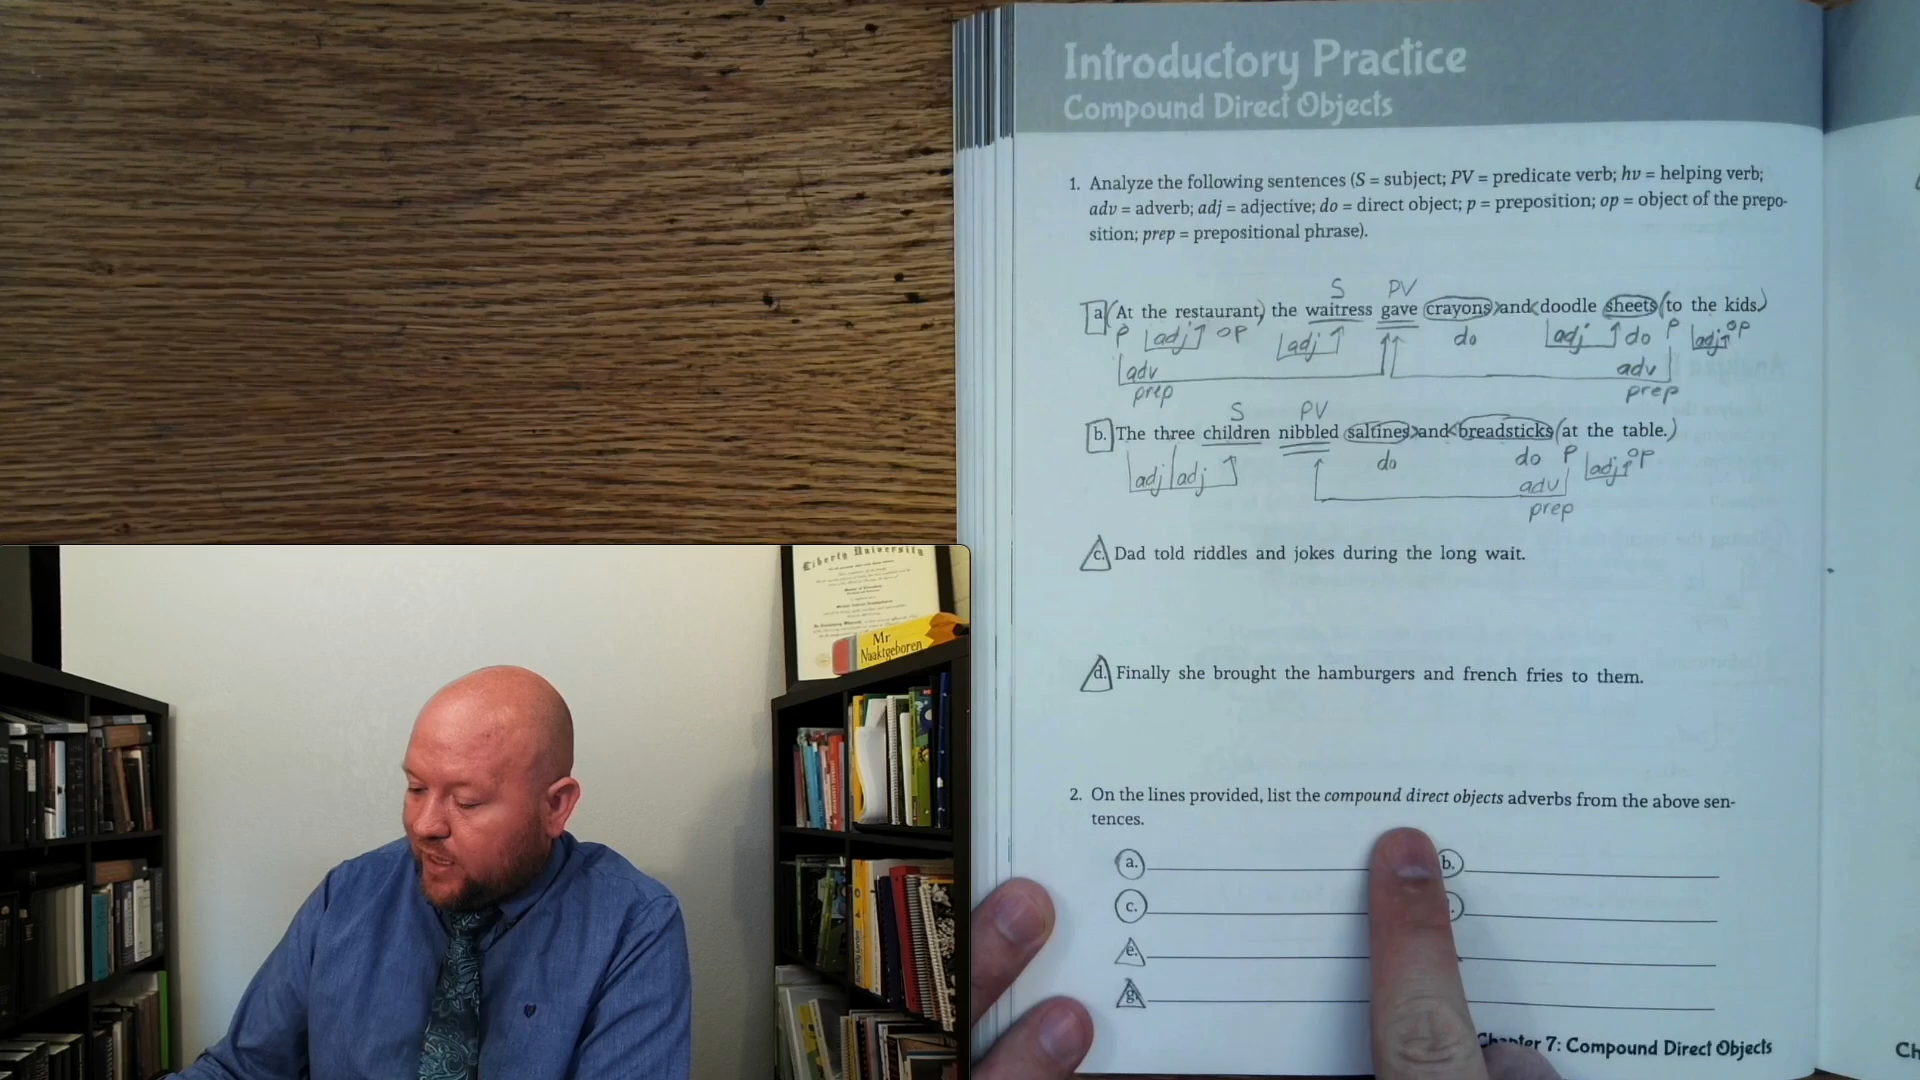 Introductory Practice
Compound Direct Objects
1. Analyze the following sentences (S = subject; PV = predicate verb; hv = helping verb;
adv = adverb; adj = adjective; do = direct object; p = preposition; op = object of the prepo-
sition; prep = prepositional phrase).
S PV
a. (At the restaurant,) the waitress gave crayons and doodle sheets (to the kids.)
P adj op adj do adj do P adj op
adv adv
prep prep
S PV
b. The three children nibbled saltines and breadsticks (at the table.)
adj adj do do P adj op
adv
prep
c. Dad told riddles and jokes during the long wait.
d. Finally she brought the hamburgers and french fries to them.
2. On the lines provided, list the compound direct objects adverbs from the above sen-
tences.
a. b.
c.
e.
g.
Chapter 7: Compound Direct Objects
Ch
Liberty University
Mr
Naaktgeboren